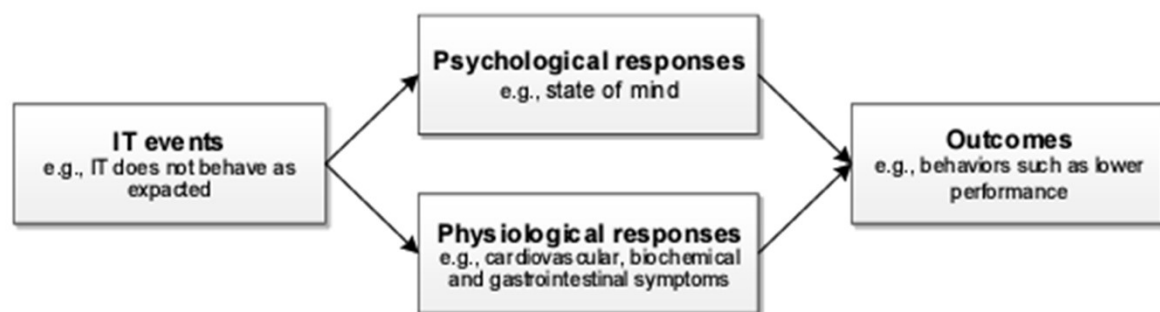 IT events
e.g., IT does not behave as
expacted
Psychological responses
e.g., state of mind
Physiological responses
e.g., cardiovascular, biochemical
and gastrointestinal symptoms
Outcomes
e.g., behaviors such as lower
performance